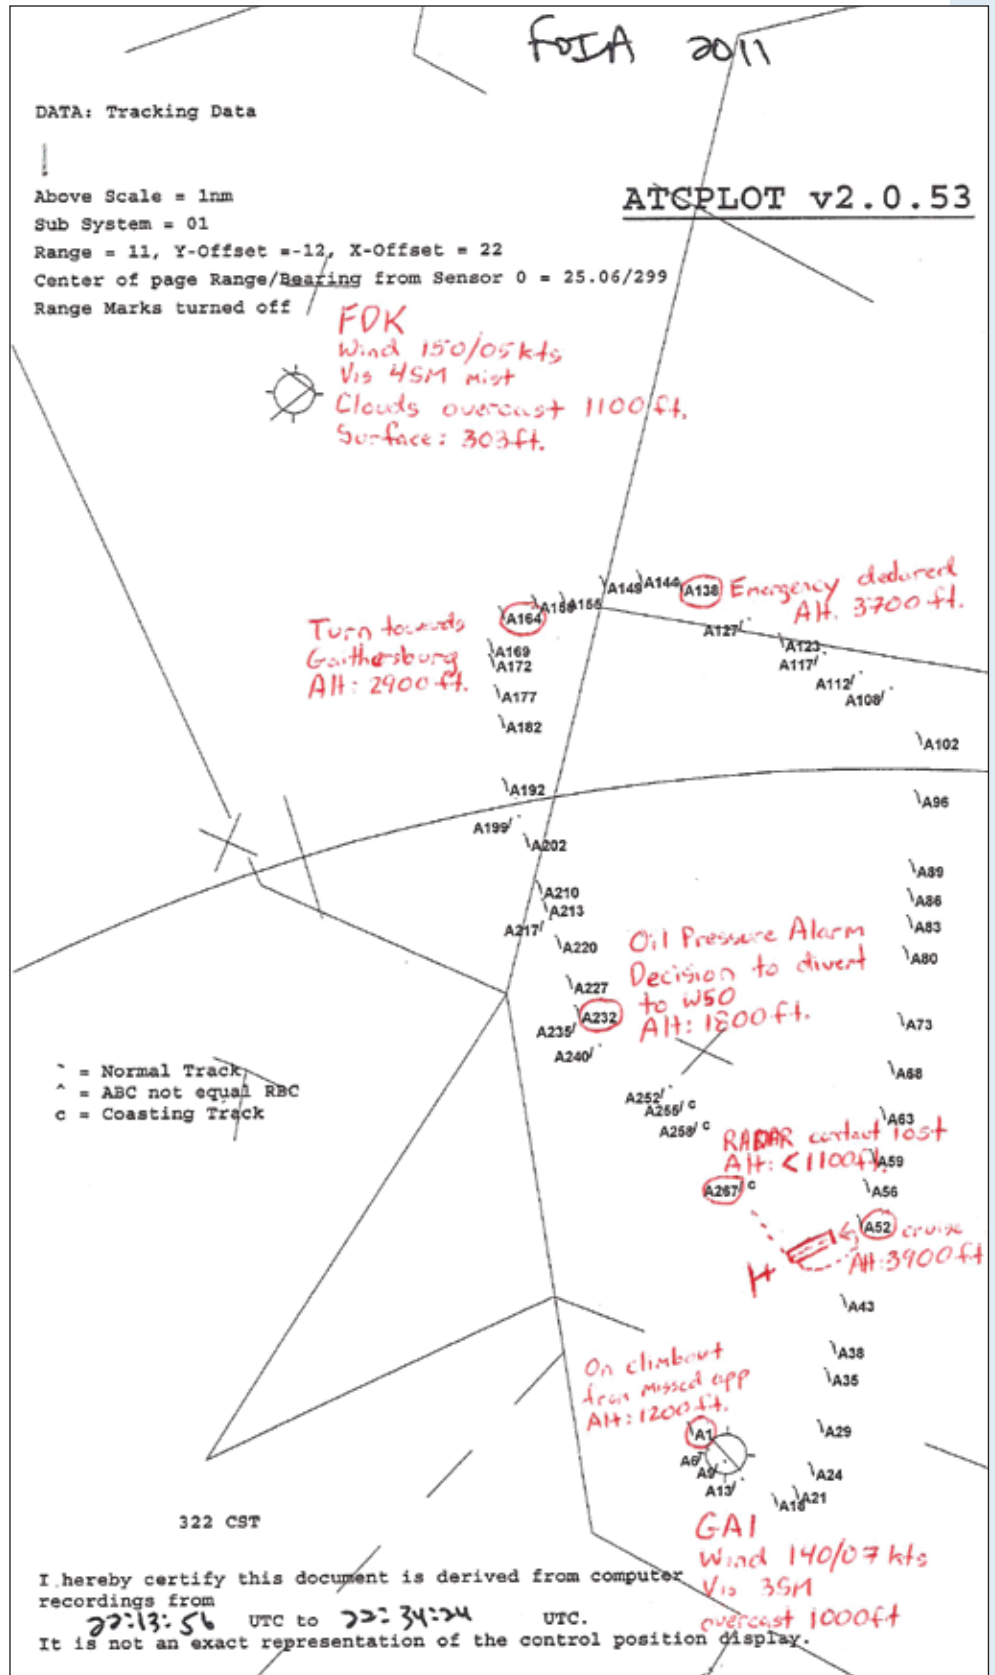 FOIA 2011
DATA: Tracking Data
Above Scale = 1nm
Sub System = 01
Range = 11, Y-Offset =-12, X-Offset = 22
Center of page Range/Bearing from Sensor 0 = 25.06/299
Range Marks turned off
ATCPLOT v2.0.53
FDK
Wind 150/05kts
Vis 4SM mist
Clouds overcast 1100 ft.
Surface: 303ft.
A149
A144
A138
Emergency declared
Alt. 3700 ft.
A155
A164
Turn towards
Gaithersburg
Alt: 2900 ft.
A127
A123
A117
A112
A108
A169
A172
A177
A182
A102
A192
A96
A199
A202
A89
A210
A86
A213
A217
A83
A220
A80
Oil Pressure Alarm
Decision to divert
to W50
Alt: 1800 ft.
A227
A232
A235
A240
A73
A68
` = Normal Track
^ = ABC not equal RBC
c = Coasting Track
A252
A255 c
A258 c
A63
RADAR contact lost
Alt: <1100ft.
A59
A267 c
A56
A52 cruise
Alt: 3900 ft
A43
A38
A35
On climbout
from missed app
Alt: 1200 ft.
A1
A6
A9
A13
A29
A24
A21
A18
GAI
Wind 140/07 kts
Vis 3SM
overcast 1000ft
322 CST
I hereby certify this document is derived from computer
recordings from
22:13:56 UTC to 22:34:24 UTC.
It is not an exact representation of the control position display.